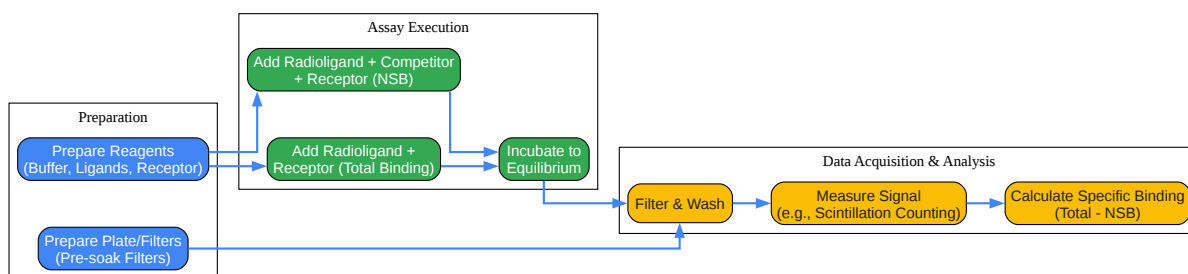 Preparation
Prepare Reagents
(Buffer, Ligands, Receptor)
Prepare Plate/Filters
(Pre-soak Filters)
Assay Execution
Add Radioligand + Competitor
+ Receptor (NSB)
Add Radioligand +
Receptor (Total Binding)
Incubate to
Equilibrium
Data Acquisition & Analysis
Filter & Wash
Measure Signal
(e.g., Scintillation Counting)
Calculate Specific Binding
(Total - NSB)